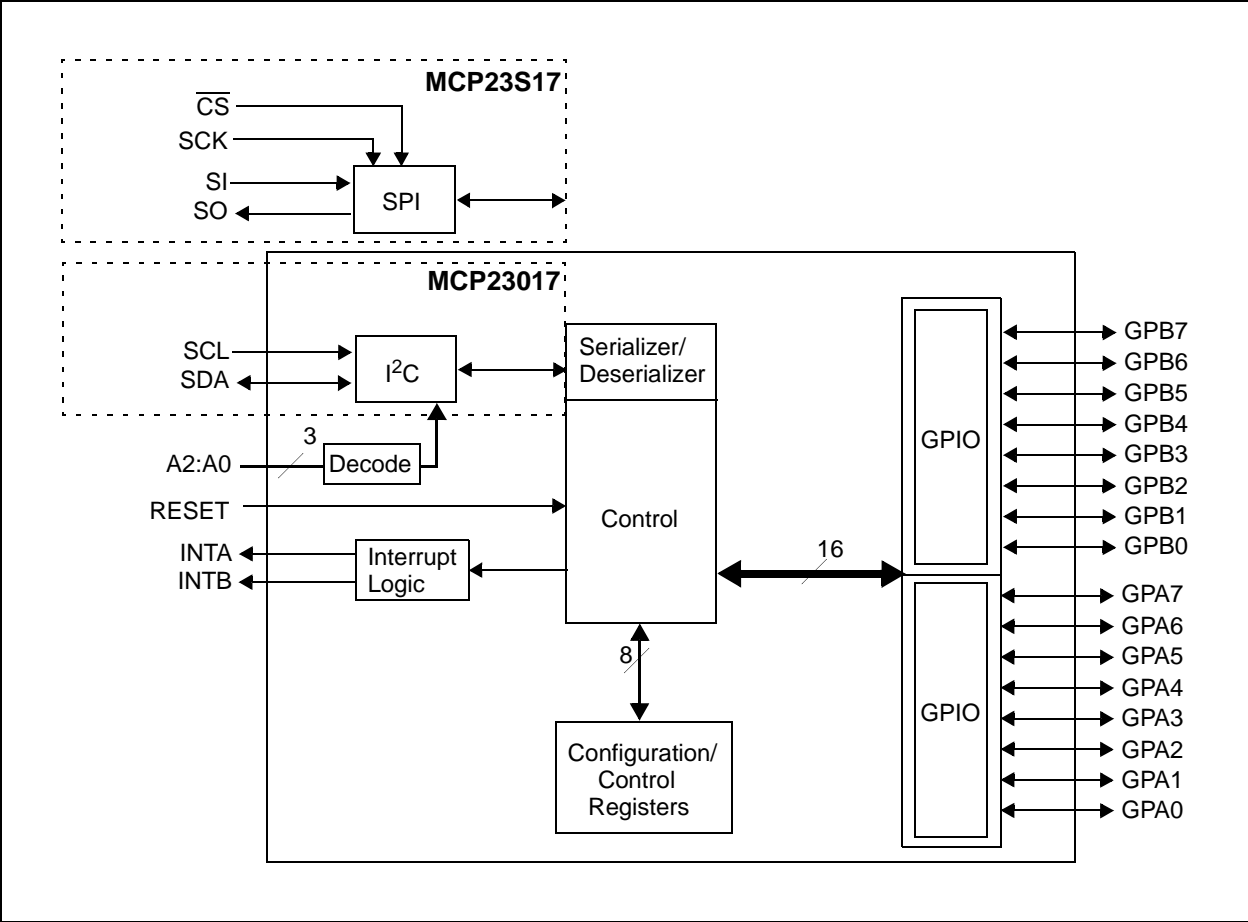 MCP23S17
CS
SCK
SI
SO
SPI
MCP23017
SCL
SDA
I²C
Serializer/
Deserializer
A2:A0
3
Decode
RESET
Control
INTA
INTB
Interrupt
Logic
16
8
Configuration/
Control
Registers
GPIO
GPB7
GPB6
GPB5
GPB4
GPB3
GPB2
GPB1
GPB0
GPIO
GPA7
GPA6
GPA5
GPA4
GPA3
GPA2
GPA1
GPA0